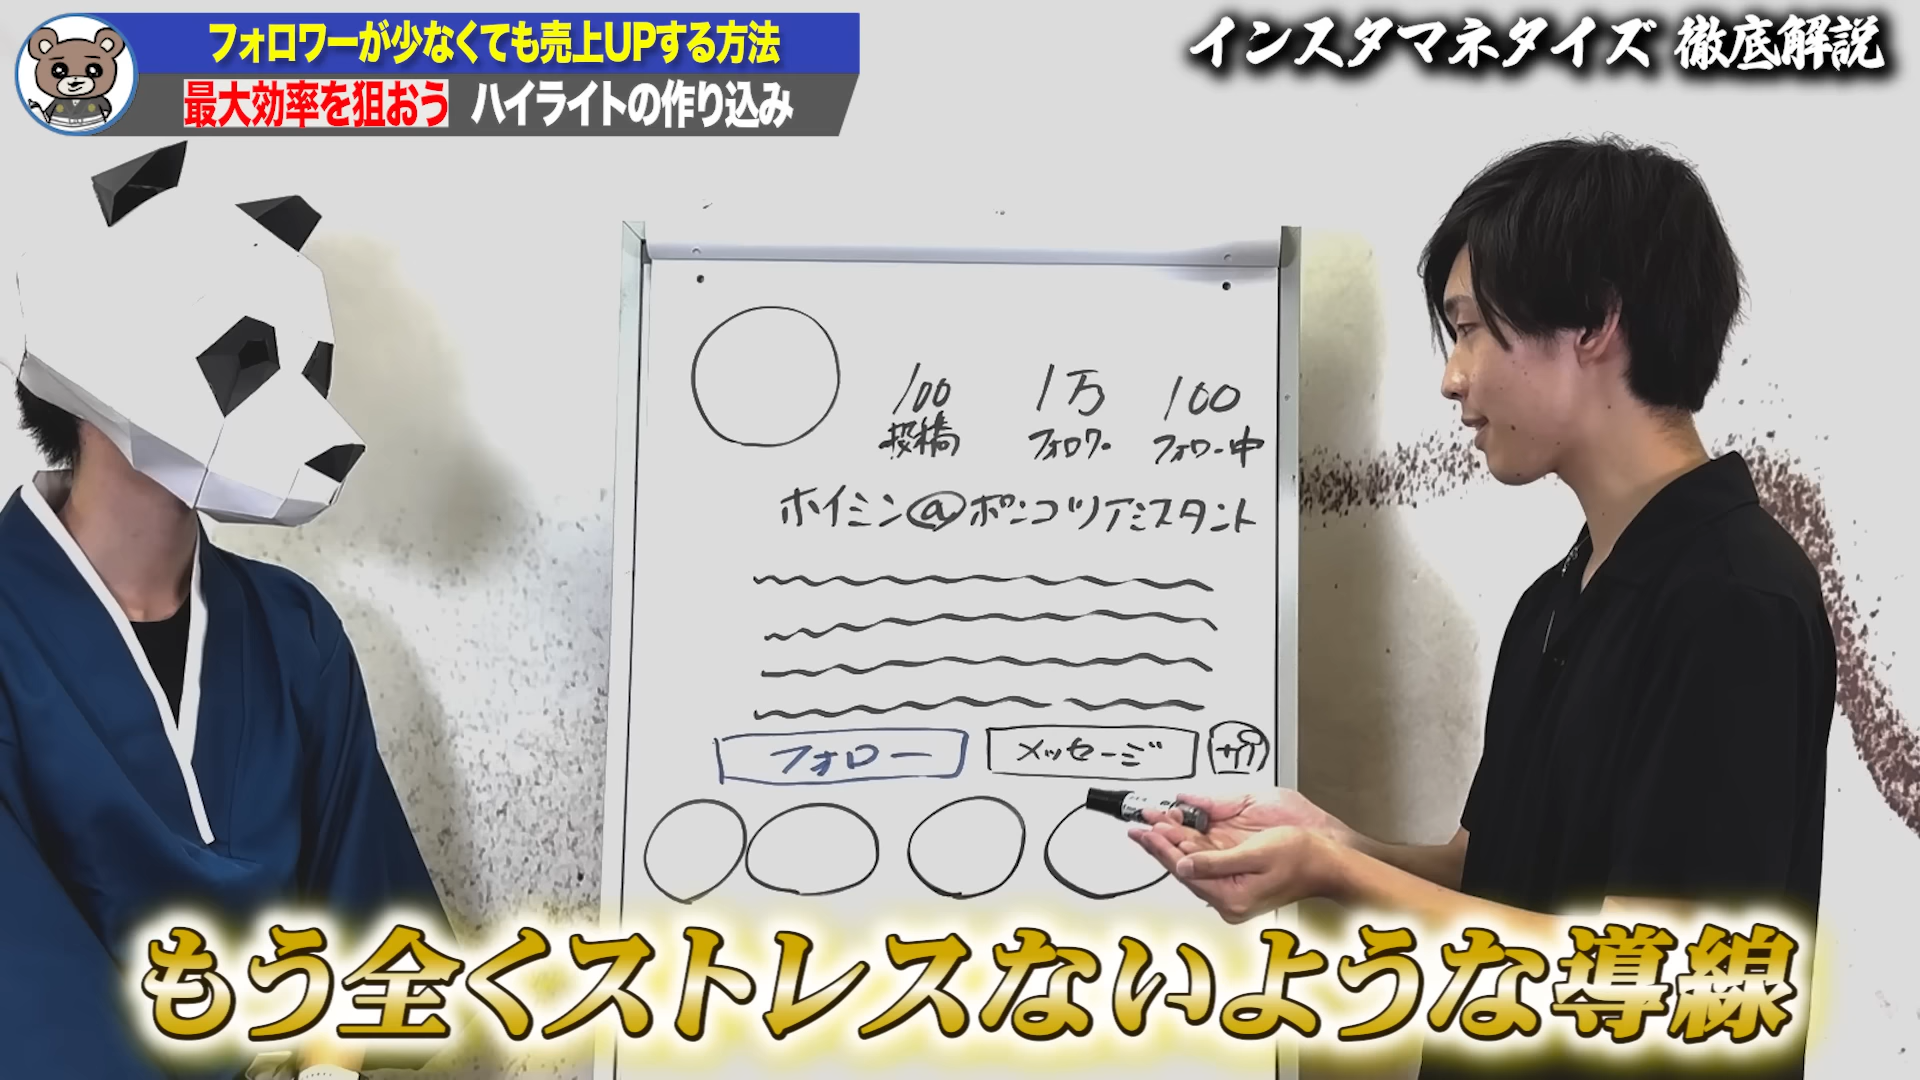 フォロワーが少なくても売上UPする方法
最大効率を狙おう ハイライトの作り込み
インスタマネタイズ 徹底解説
100 1万 100
投稿 フォロワー フォロー中
ホイミン@ポンコツアシスタント
フォロー メッセージ
もう全くストレスないような導線